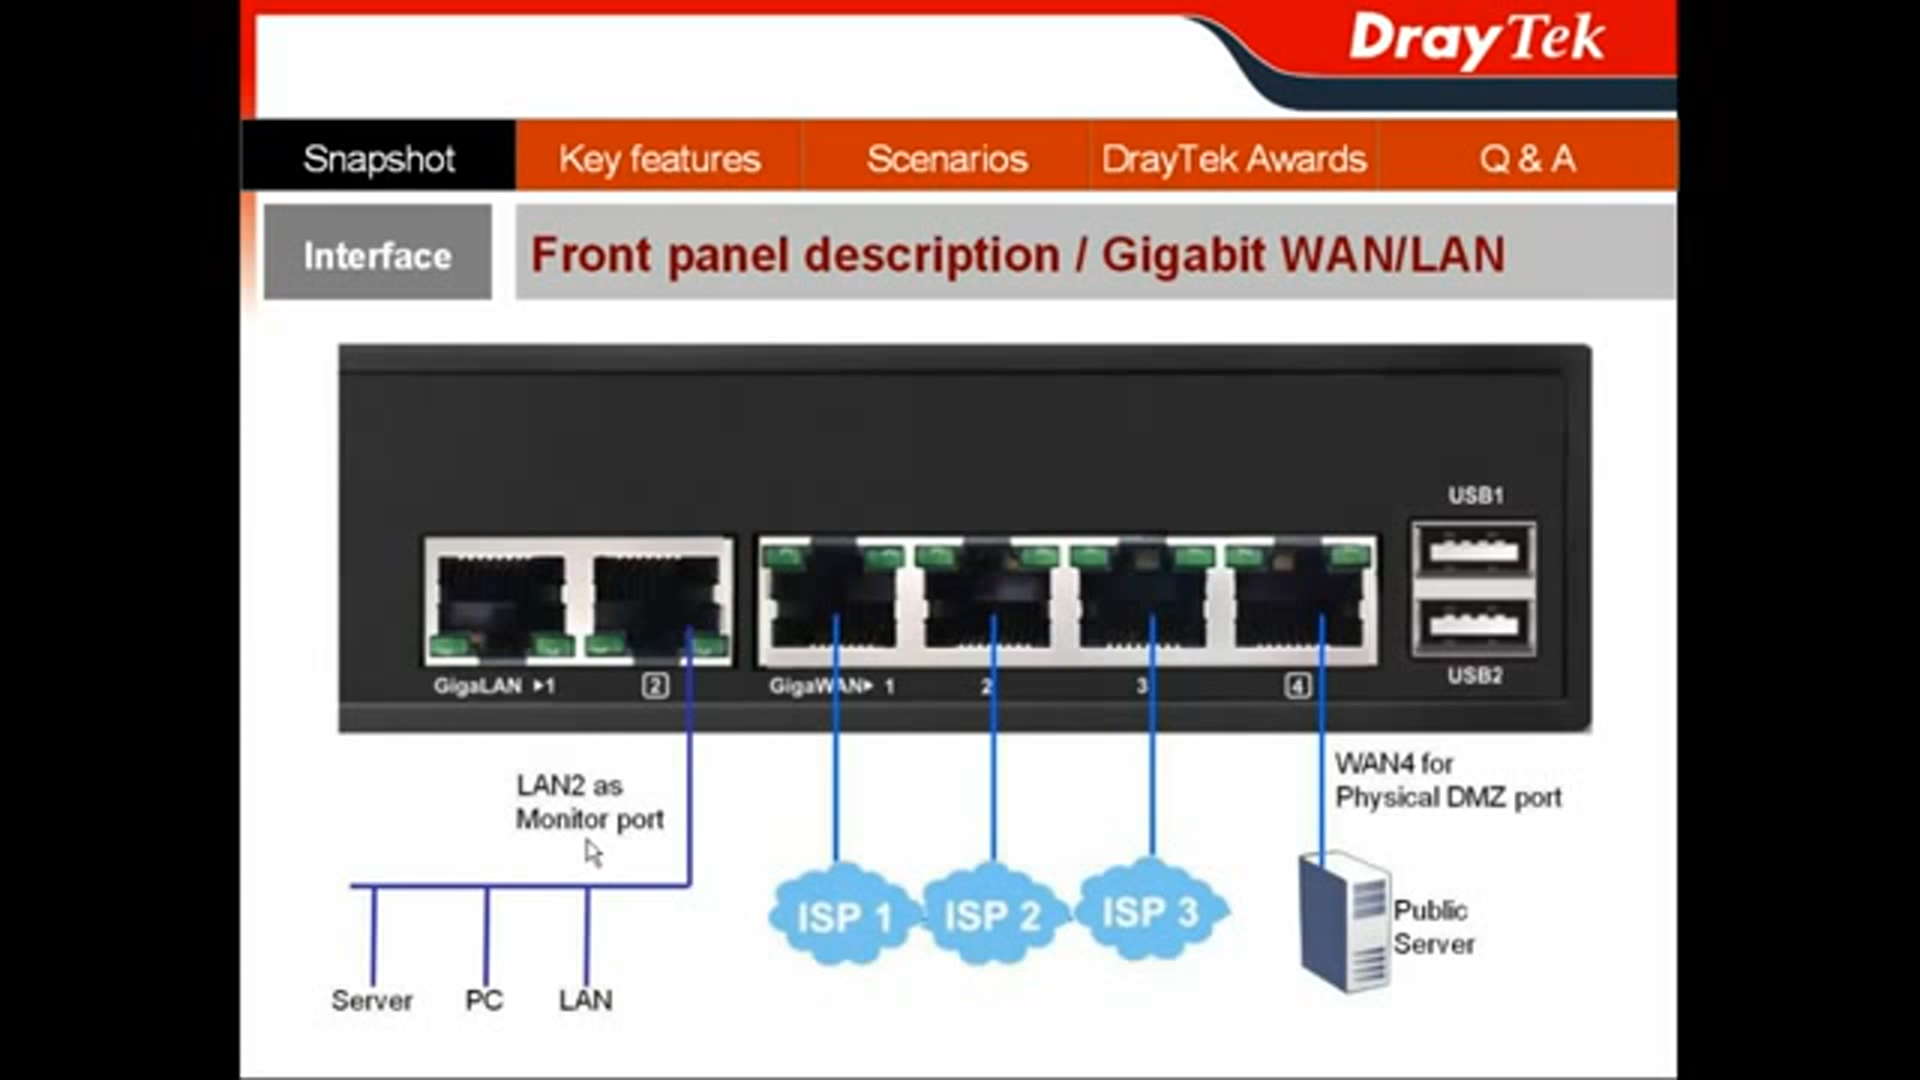 DrayTek
Snapshot
Key features
Scenarios
DrayTek Awards
Q & A
Interface
Front panel description / Gigabit WAN/LAN
USB1
GigaLAN 1
2
GigaWAN 1
2
3
4
USB2
LAN2 as
Monitor port
WAN4 for
Physical DMZ port
ISP 1
ISP 2
ISP 3
Public
Server
Server
PC
LAN